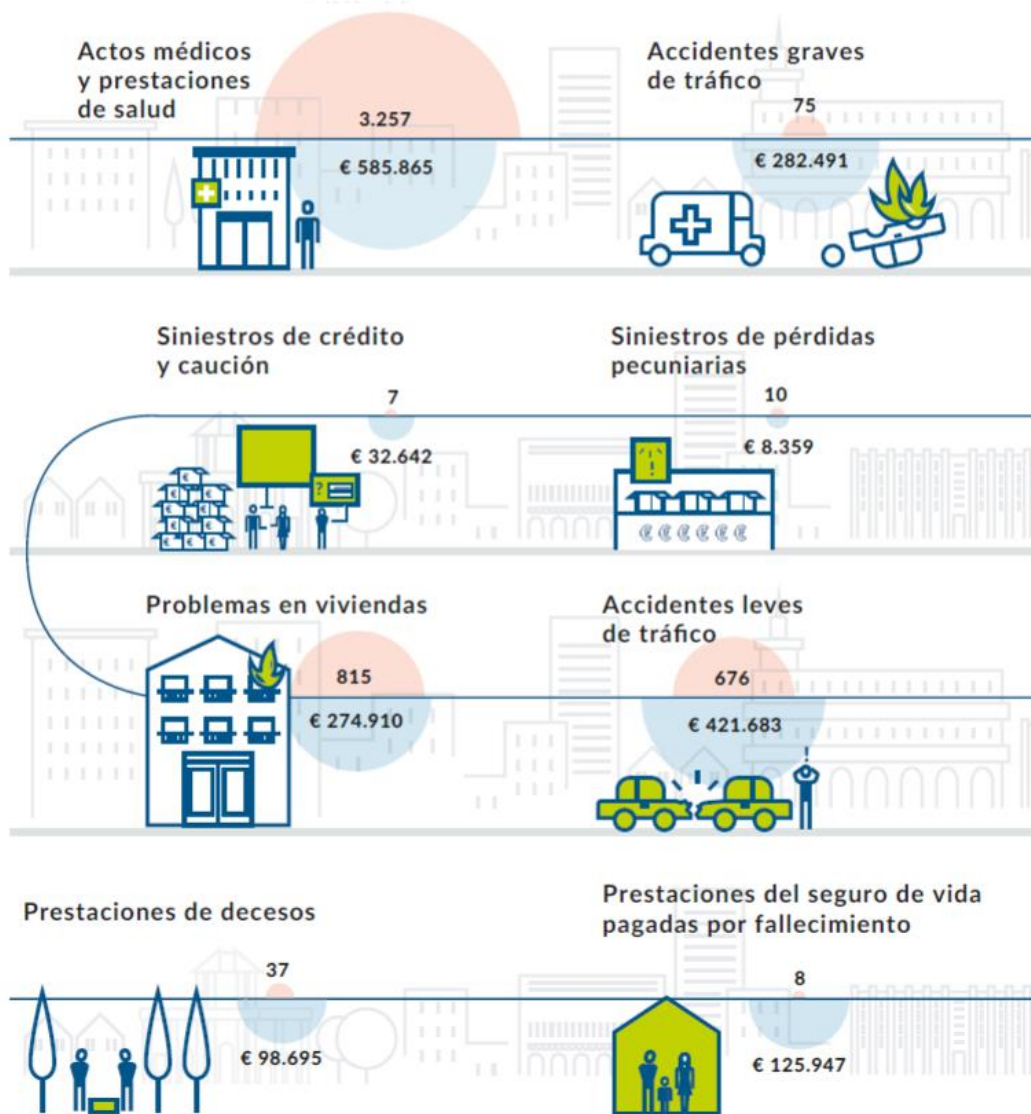 Actos médicos
y prestaciones
de salud
3.257
€ 585.865
Accidentes graves
de tráfico
75
€ 282.491
Siniestros de crédito
y caución
7
€ 32.642
Siniestros de pérdidas
pecuniarias
10
€ 8.359
Problemas en viviendas
815
€ 274.910
Accidentes leves
de tráfico
676
€ 421.683
Prestaciones de decesos
37
€ 98.695
Prestaciones del seguro de vida
pagadas por fallecimiento
8
€ 125.947